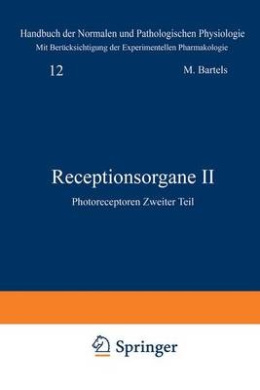 Handbuch der Normalen und Pathologischen Physiologie
Mit Berücksichtigung der Experimentellen Pharmakologie
12 M. Bartels
Receptionsorgane II
Photoreceptoren Zweiter Teil
Springer